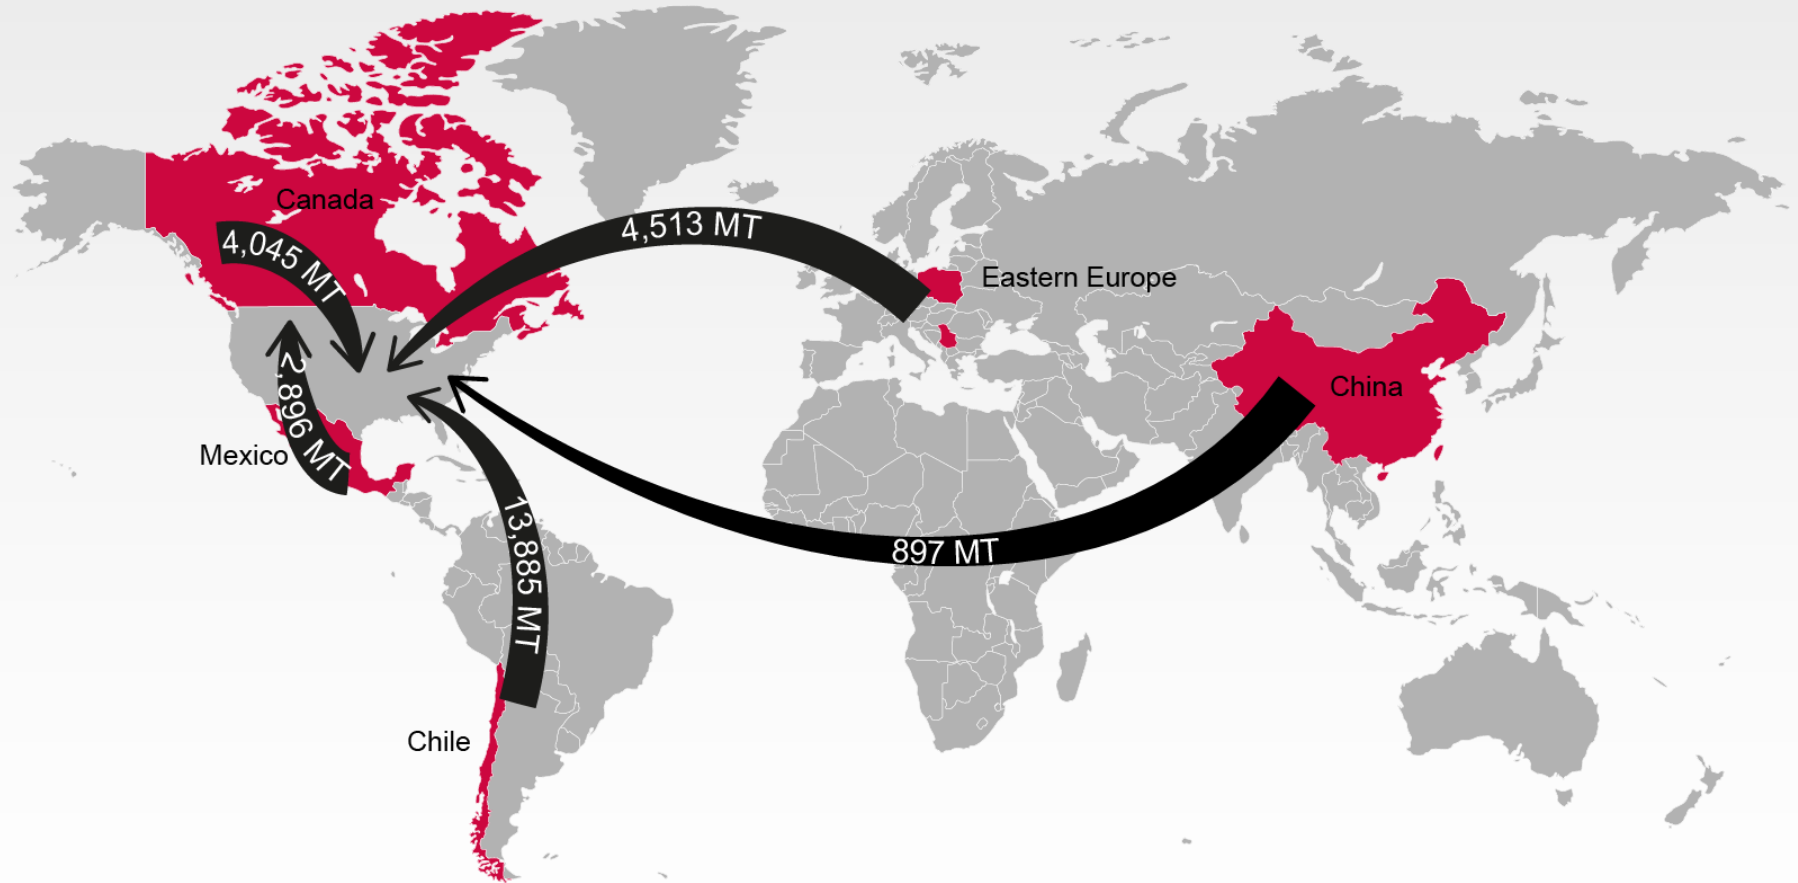 Canada
4,045 MT
4,513 MT
Eastern Europe
China
2,896 MT
Mexico
897 MT
13,885 MT
Chile